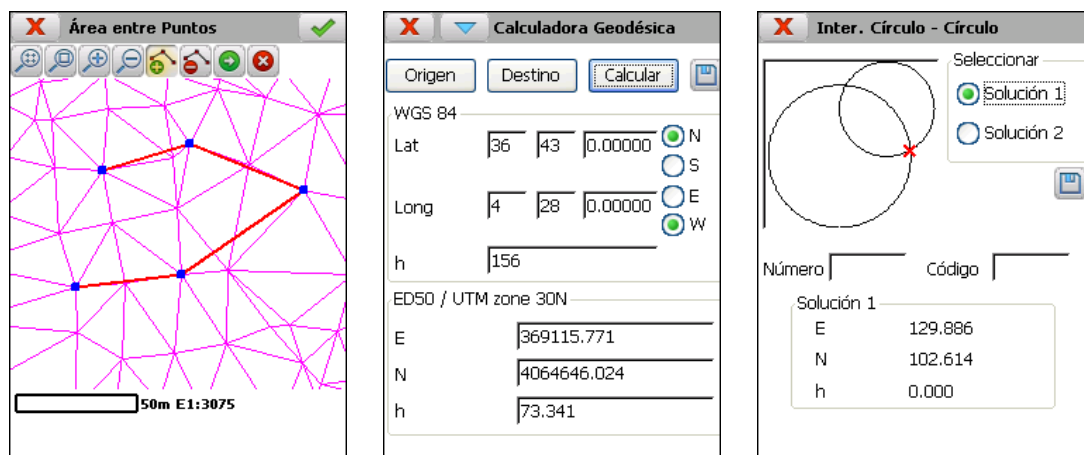 Área entre Puntos
50m E1:3075
Calculadora Geodésica
Origen Destino Calcular
WGS 84
Lat 36 43 0.00000 N
S
Long 4 28 0.00000 E
W
h 156
ED50 / UTM zone 30N
E 369115.771
N 4064646.024
h 73.341
Inter. Círculo - Círculo
Seleccionar
Solución 1
Solución 2
Número Código
Solución 1
E 129.886
N 102.614
h 0.000